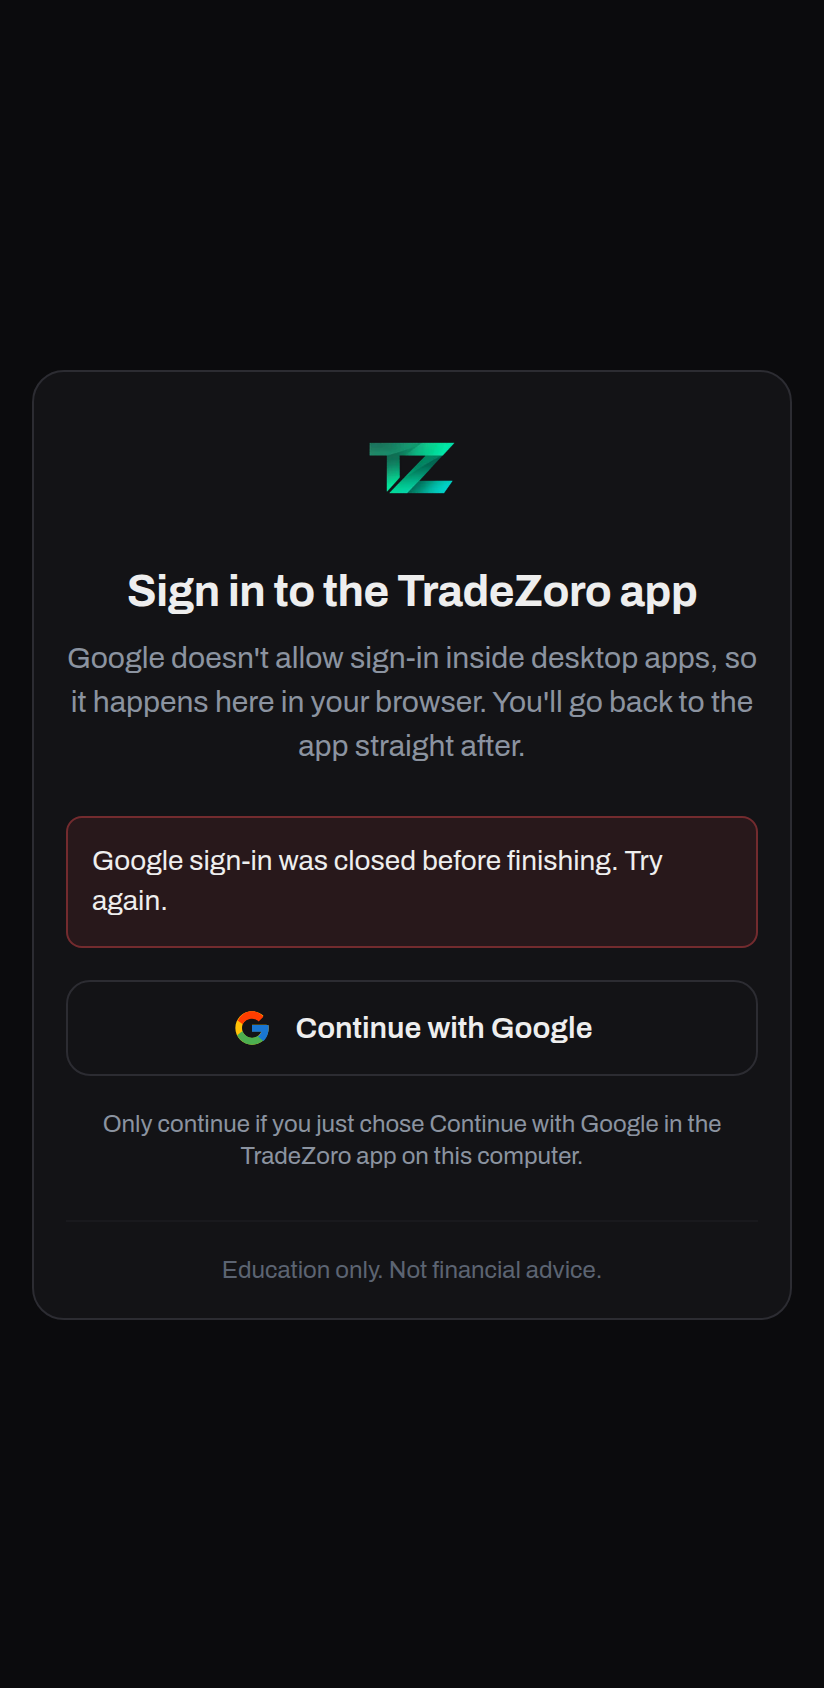 TZ
Sign in to the TradeZoro app
Google doesn't allow sign-in inside desktop apps, so
it happens here in your browser. You'll go back to the
app straight after.
Google sign-in was closed before finishing. Try
again.
Continue with Google
Only continue if you just chose Continue with Google in the
TradeZoro app on this computer.
Education only. Not financial advice.